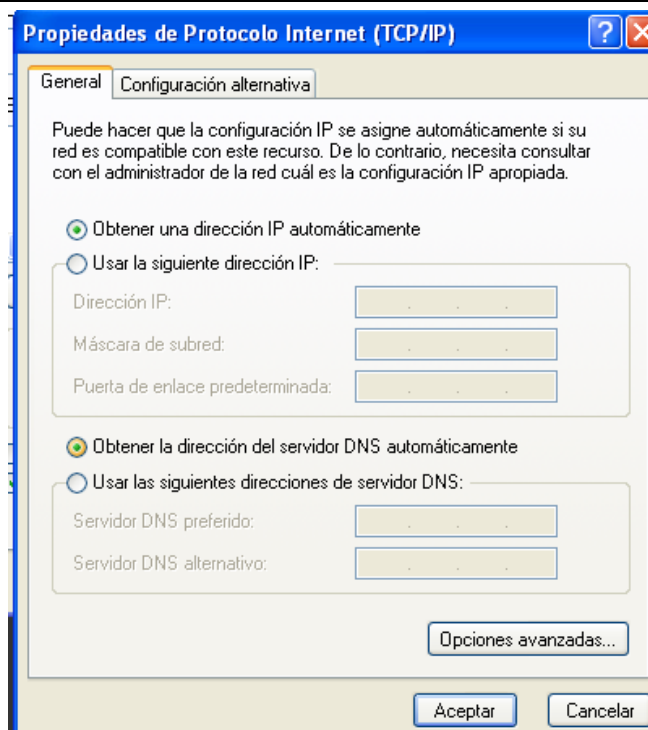 Propiedades de Protocolo Internet (TCP/IP)
General
Configuración alternativa
Puede hacer que la configuración IP se asigne automáticamente si su
red es compatible con este recurso. De lo contrario, necesita consultar
con el administrador de la red cuál es la configuración IP apropiada.
Obtener una dirección IP automáticamente
Usar la siguiente dirección IP:
Dirección IP:
Máscara de subred:
Puerta de enlace predeterminada:
Obtener la dirección del servidor DNS automáticamente
Usar las siguientes direcciones de servidor DNS:
Servidor DNS preferido:
Servidor DNS alternativo:
Opciones avanzadas...
Aceptar
Cancelar